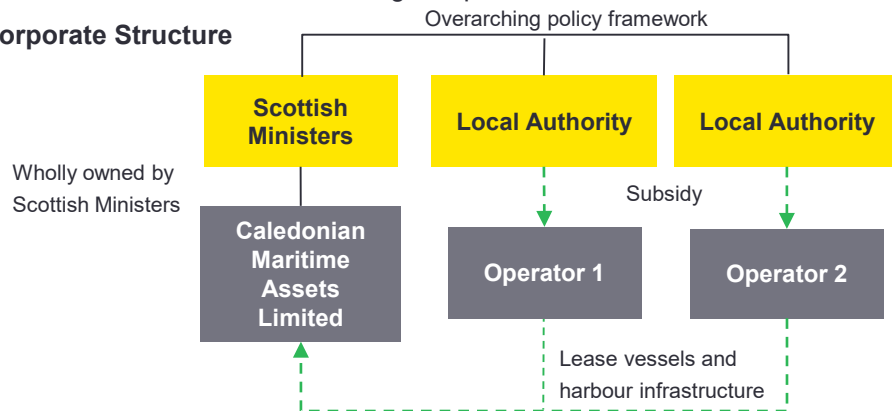 Overarching policy framework
orporate Structure
Scottish
Ministers
Local Authority
Local Authority
Wholly owned by
Scottish Ministers
Subsidy
Caledonian
Maritime
Assets
Limited
Operator 1
Operator 2
Lease vessels and
harbour infrastructure